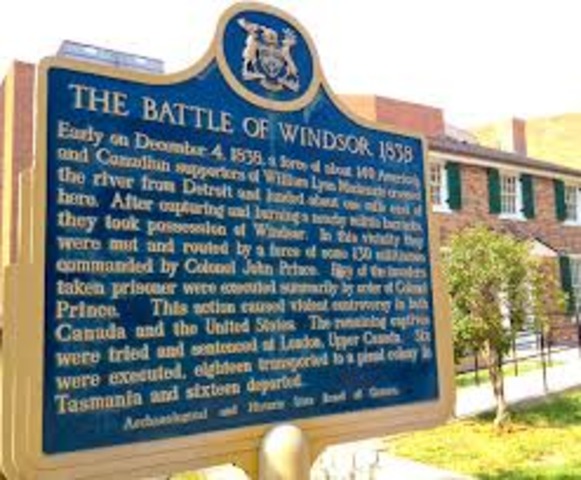 THE BATTLE OF WINDSOR 1838
Early on December 4, 1838, a force of about 140 American
and Canadian supporters of William Lyon Mackenzie crossed
the river from Detroit and landed about one mile east of
here. After capturing and burning a nearby militia barracks,
they took possession of Windsor. In this vicinity they
were met and routed by a force of some 130 militiamen
commanded by Colonel John Prince. Five of the invaders
taken prisoner were executed summarily by order of Colonel
Prince. This action caused violent controversy in both
Canada and the United States. The remaining captives
were tried and sentenced at London, Upper Canada. Six
were executed, eighteen transported to a penal colony in
Tasmania and sixteen deported.
Archaeological and Historic Sites Board of Ontario